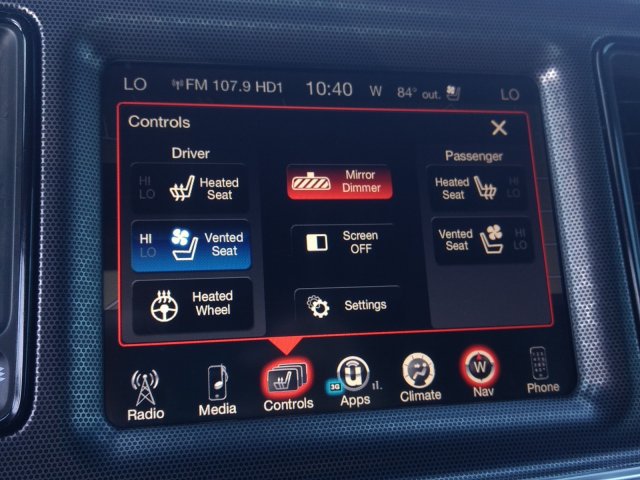 LO FM 107.9 HD1 10:40 W 84° out. LO
Controls
Driver
Passenger
HI
LO
Heated
Seat
Mirror
Dimmer
Heated
Seat
HI
LO
HI
LO
Vented
Seat
Screen
OFF
Vented
Seat
HI
LO
Heated
Wheel
Settings
Radio
Media
Controls
3G
Apps
Climate
W
Nav
Phone